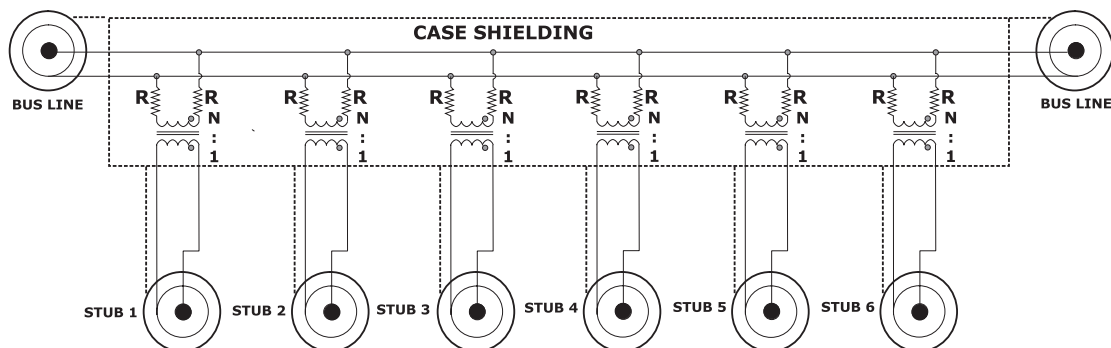 CASE SHIELDING
BUS LINE
BUS LINE
R R R R R R R R R R R R
N N N N N N
: : : : : :
1 1 1 1 1 1
STUB 1 STUB 2 STUB 3 STUB 4 STUB 5 STUB 6